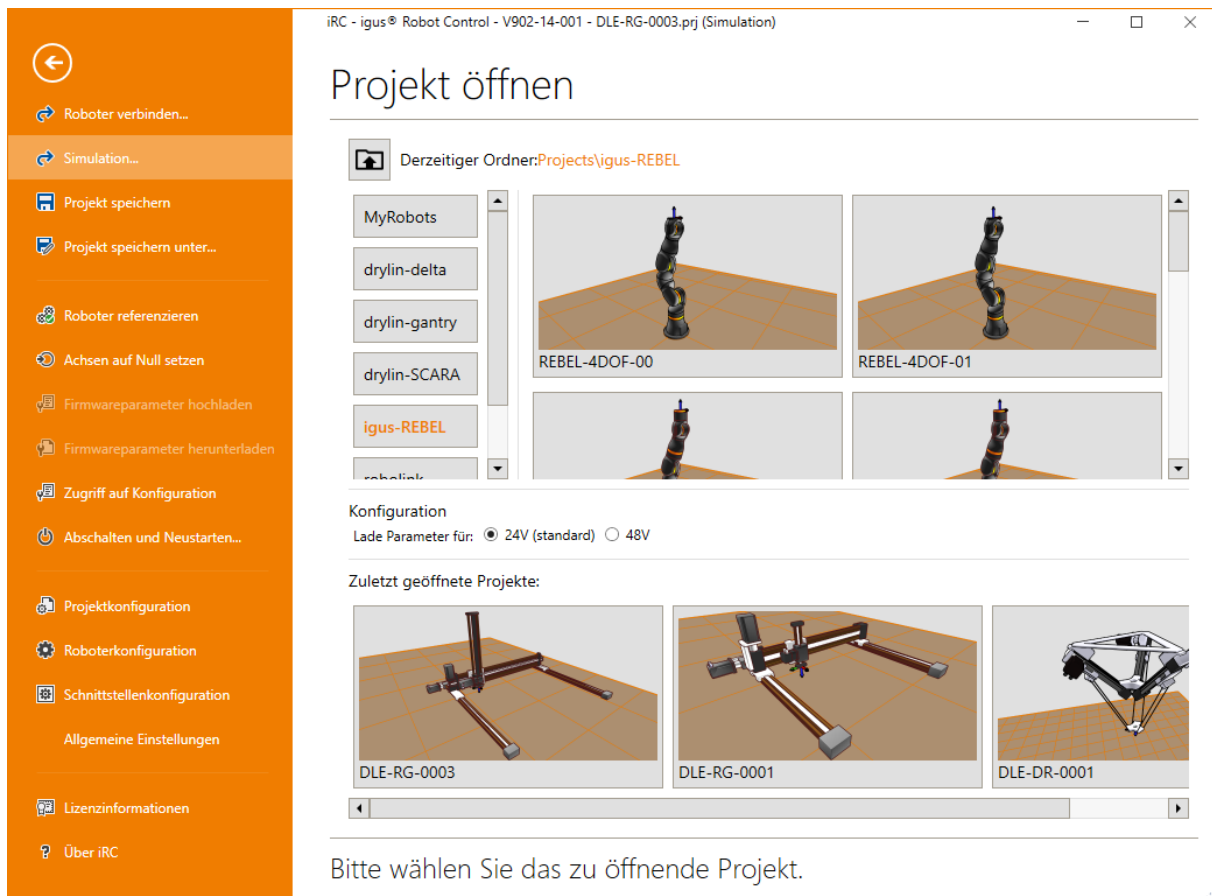 iRC - igus® Robot Control - V902-14-001 - DLE-RG-0003.prj (Simulation)
Roboter verbinden...
Simulation...
Projekt speichern
Projekt speichern unter...
Roboter referenzieren
Achsen auf Null setzen
Firmwareparameter hochladen
Firmwareparameter herunterladen
Zugriff auf Konfiguration
Abschalten und Neustarten...
Projektkonfiguration
Roboterkonfiguration
Schnittstellenkonfiguration
Allgemeine Einstellungen
Lizenzinformationen
Über iRC
Projekt öffnen
Derzeitiger Ordner:Projects\igus-REBEL
MyRobots
drylin-delta
drylin-gantry
drylin-SCARA
igus-REBEL
robolink
REBEL-4DOF-00
REBEL-4DOF-01
Konfiguration
Lade Parameter für: 24V (standard) 48V
Zuletzt geöffnete Projekte:
DLE-RG-0003
DLE-RG-0001
DLE-DR-0001
Bitte wählen Sie das zu öffnende Projekt.